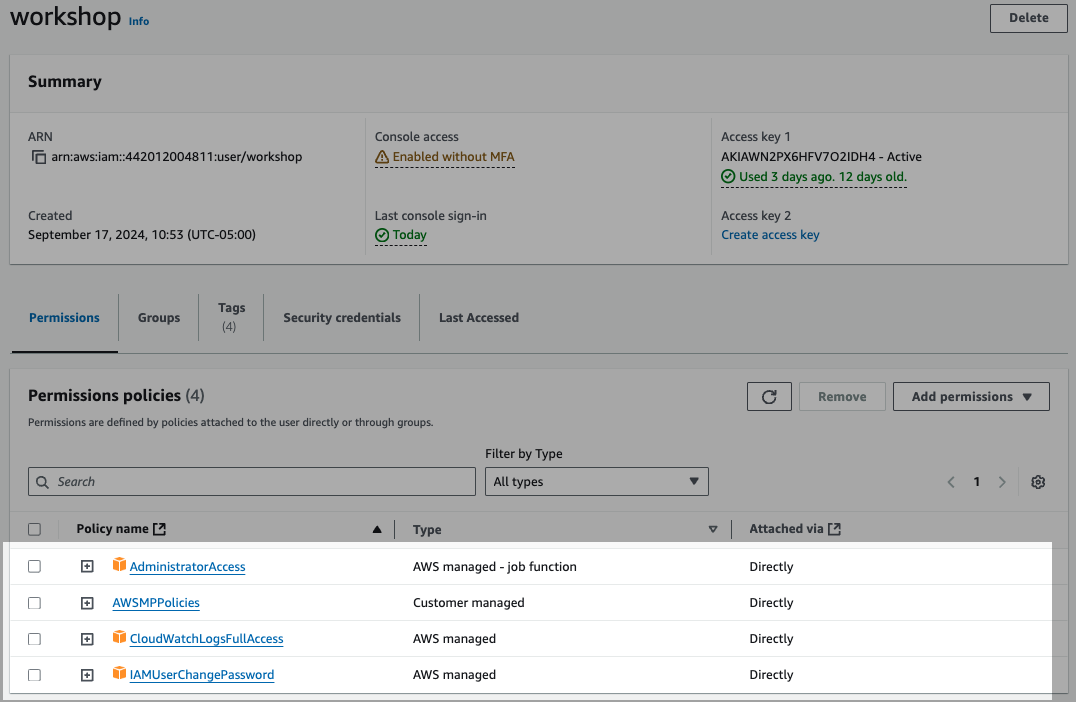 workshop Info
Delete
Summary
ARN
arn:aws:iam::442012004811:user/workshop
Console access
Enabled without MFA
Access key 1
AKIAWN2PX6HFV7O2IDH4 - Active
Used 3 days ago. 12 days old.
Created
September 17, 2024, 10:53 (UTC-05:00)
Last console sign-in
Today
Access key 2
Create access key
Permissions
Groups
Tags
(4)
Security credentials
Last Accessed
Permissions policies (4)
Remove
Add permissions
Permissions are defined by policies attached to the user directly or through groups.
Filter by Type
Search
All types
1
Policy name Type Attached via
AdministratorAccess AWS managed - job function Directly
AWSMPPolicies Customer managed Directly
CloudWatchLogsFullAccess AWS managed Directly
IAMUserChangePassword AWS managed Directly